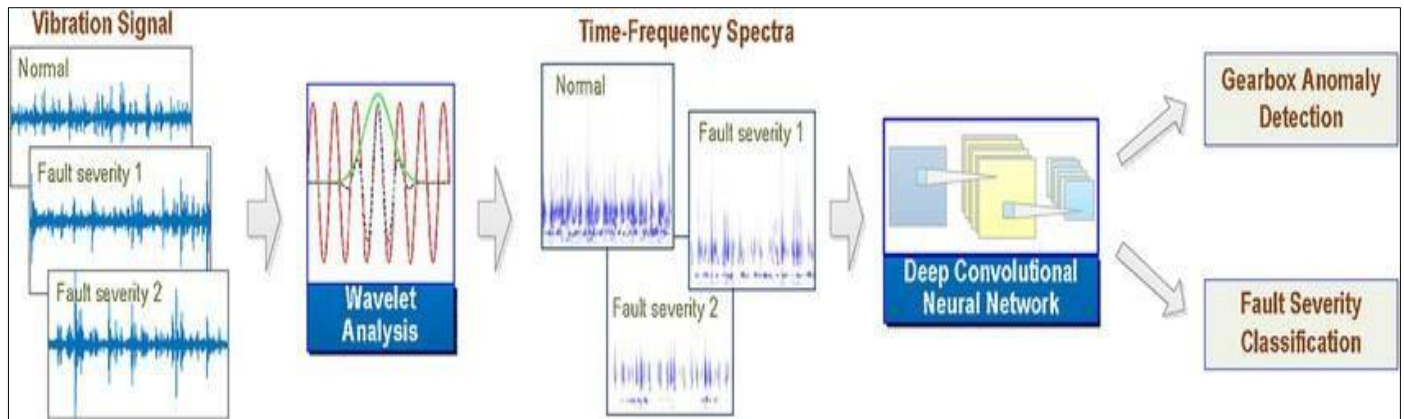 Vibration Signal
Normal
Fault severity 1
Fault severity 2
Wavelet
Analysis
Time-Frequency Spectra
Normal
Fault severity 1
Fault severity 2
Deep Convolutional
Neural Network
Gearbox Anomaly
Detection
Fault Severity
Classification